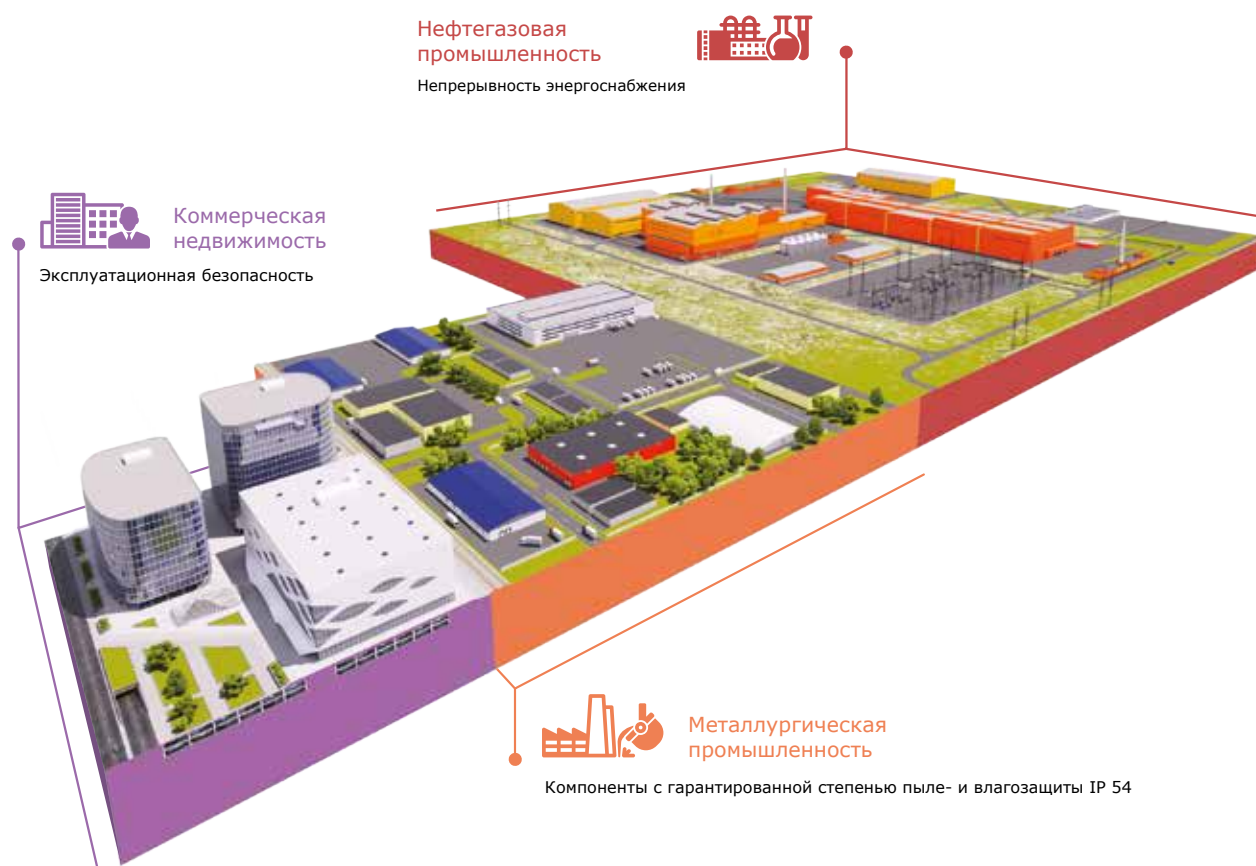 Нефтегазовая
промышленность
Непрерывность энергоснабжения
Коммерческая
недвижимость
Эксплуатационная безопасность
Металлургическая
промышленность
Компоненты с гарантированной степенью пыле- и влагозащиты IP 54